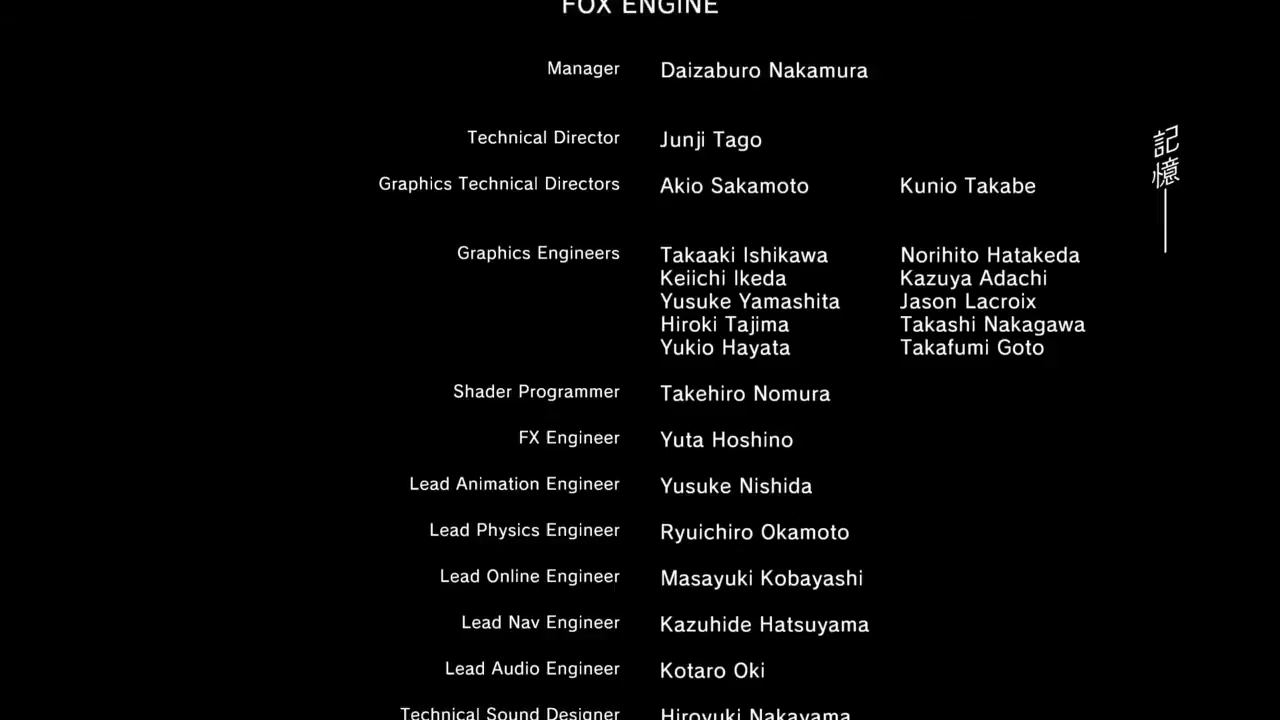 FOX ENGINE
Manager Daizaburo Nakamura
Technical Director Junji Tago
Graphics Technical Directors Akio Sakamoto Kunio Takabe
Graphics Engineers Takaaki Ishikawa Norihito Hatakeda
Keiichi Ikeda Kazuya Adachi
Yusuke Yamashita Jason Lacroix
Hiroki Tajima Takashi Nakagawa
Yukio Hayata Takafumi Goto
Shader Programmer Takehiro Nomura
FX Engineer Yuta Hoshino
Lead Animation Engineer Yusuke Nishida
Lead Physics Engineer Ryuichiro Okamoto
Lead Online Engineer Masayuki Kobayashi
Lead Nav Engineer Kazuhide Hatsuyama
Lead Audio Engineer Kotaro Oki
Technical Sound Designer Hiroyuki Nakayama
記憶